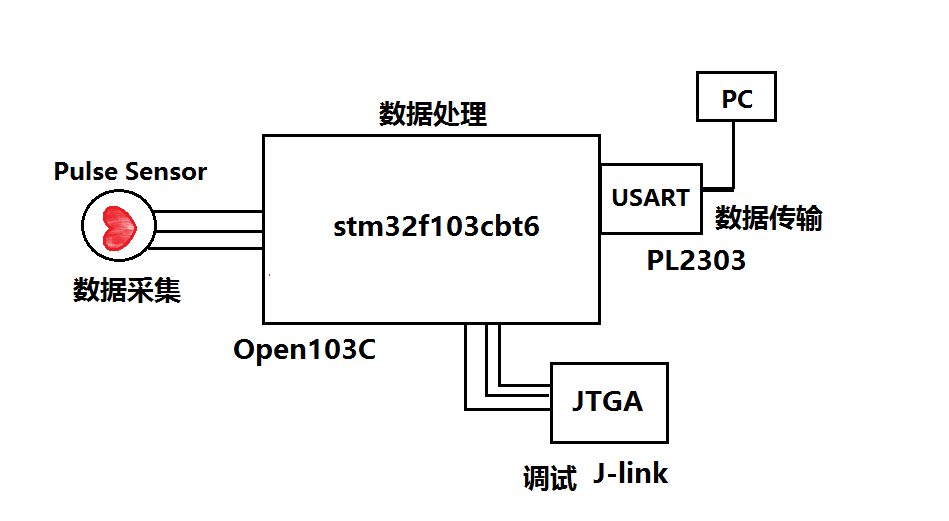 PC
数据处理
Pulse Sensor
USART
stm32f103cbt6
数据传输
PL2303
数据采集
Open103C
JTGA
调试 J-link